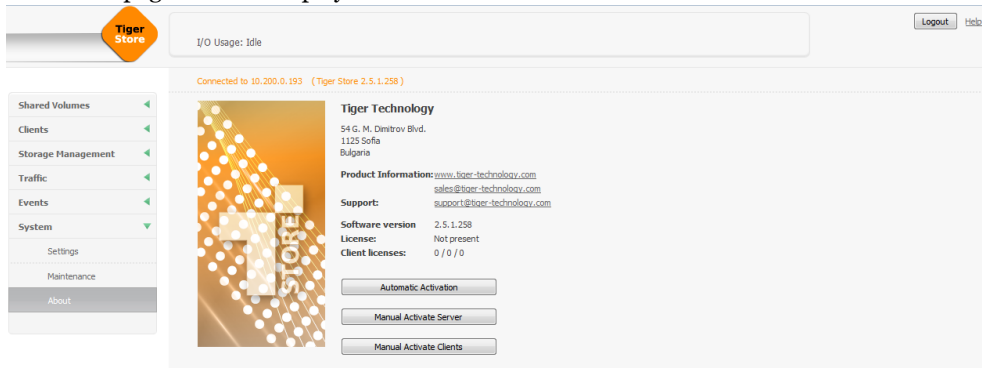 Tiger
Store
I/O Usage: Idle
Logout
Help
Connected to 10.200.0.193 (Tiger Store 2.5.1.258)
Shared Volumes
Clients
Storage Management
Traffic
Events
System
Settings
Maintenance
About
STORE
Tiger Technology
54 G. M. Dimitrov Blvd.
1125 Sofia
Bulgaria
Product Information: www.tiger-technology.com
sales@tiger-technology.com
Support: support@tiger-technology.com
Software version 2.5.1.258
License: Not present
Client licenses: 0 / 0 / 0
Automatic Activation
Manual Activate Server
Manual Activate Clients